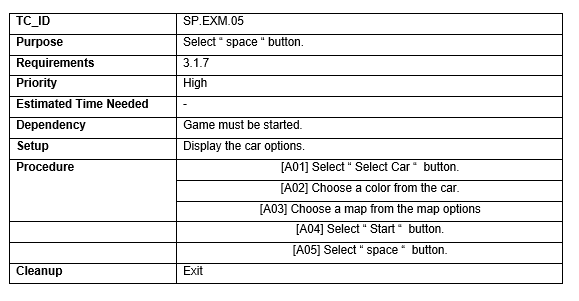 TC_ID SP.EXM.05
Purpose Select “ space “ button.
Requirements 3.1.7
Priority High
Estimated Time Needed -
Dependency Game must be started.
Setup Display the car options.
Procedure [A01] Select “ Select Car “ button.
[A02] Choose a color from the car.
[A03] Choose a map from the map options
[A04] Select “ Start “ button.
[A05] Select “ space “ button.
Cleanup Exit